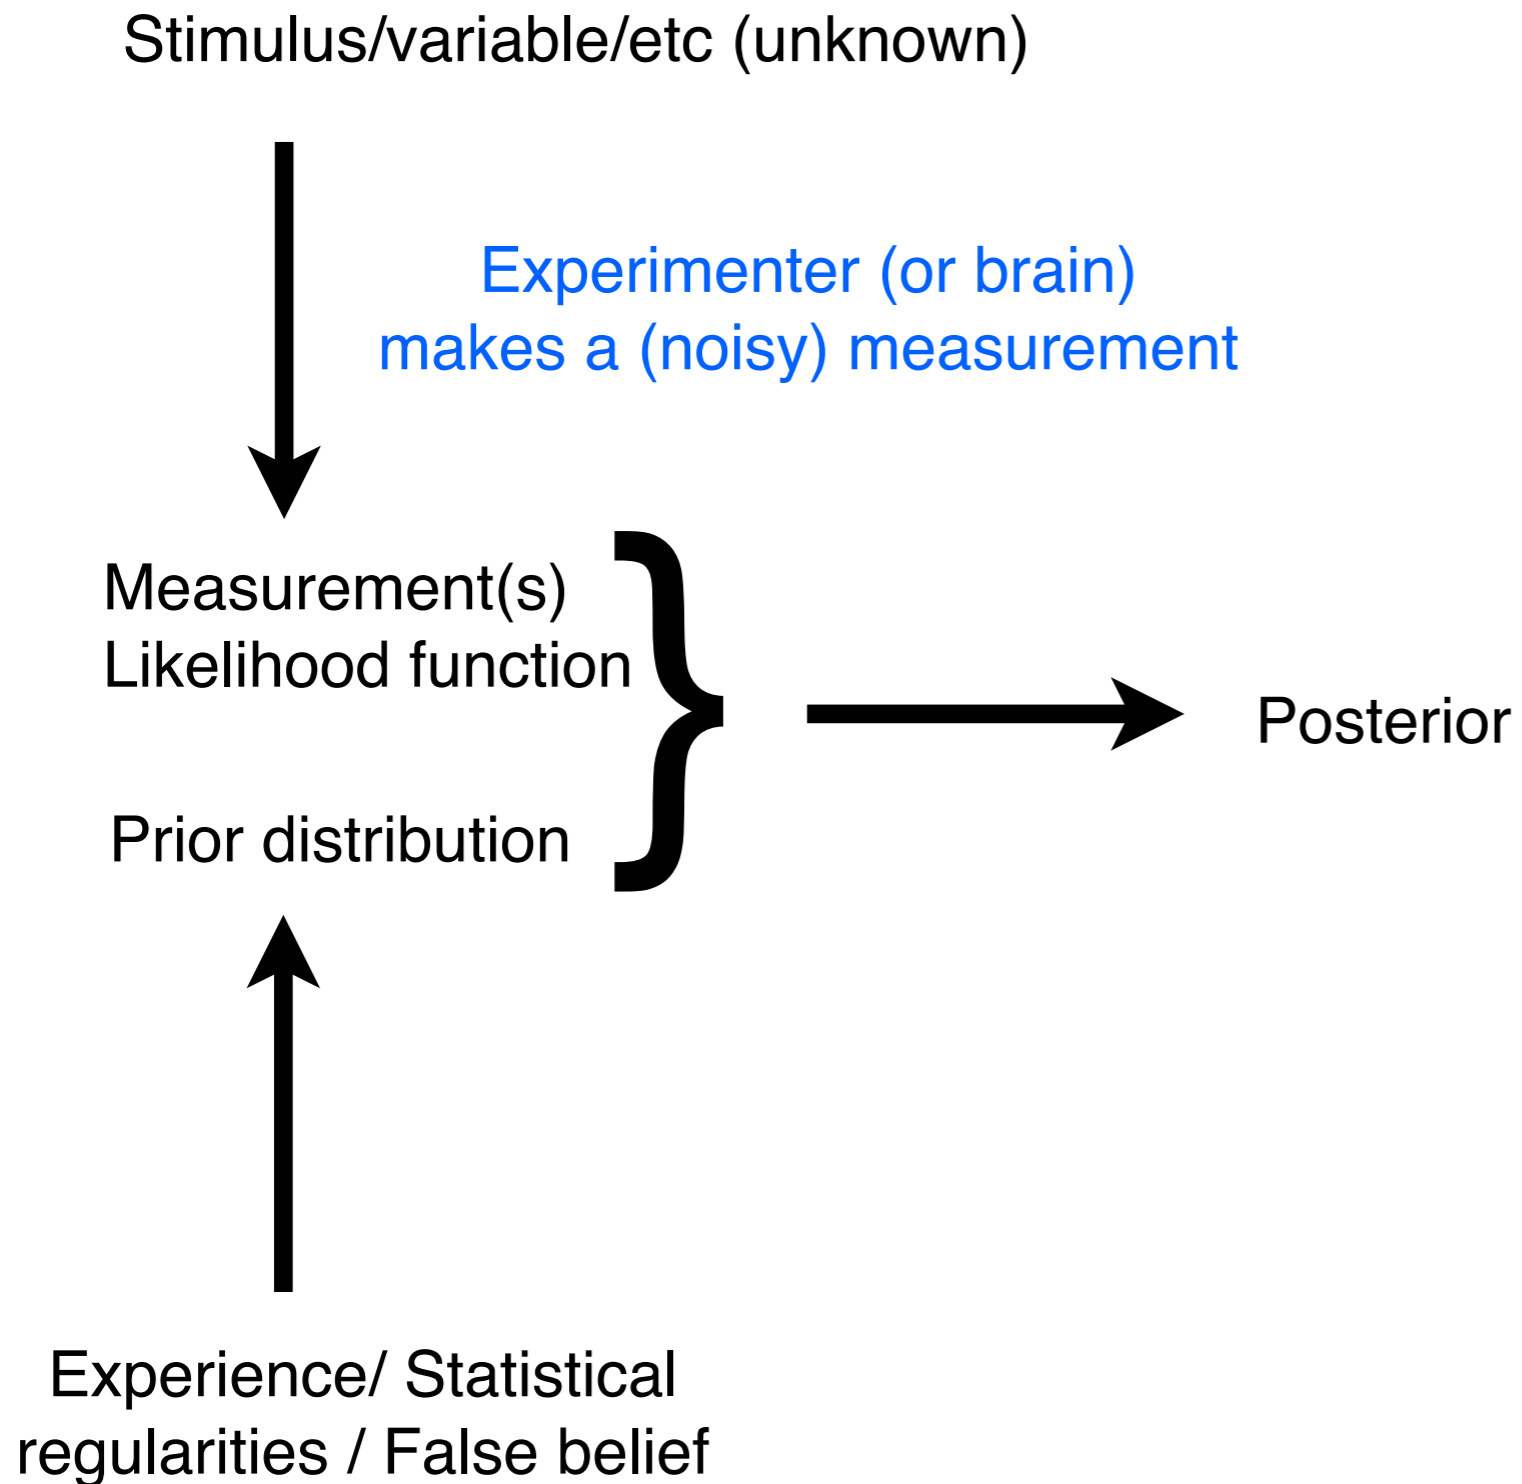 Stimulus/variable/etc (unknown)
Experimenter (or brain)
makes a (noisy) measurement
Measurement(s)
Likelihood function
Posterior
Prior distribution
Experience/ Statistical
regularities / False belief